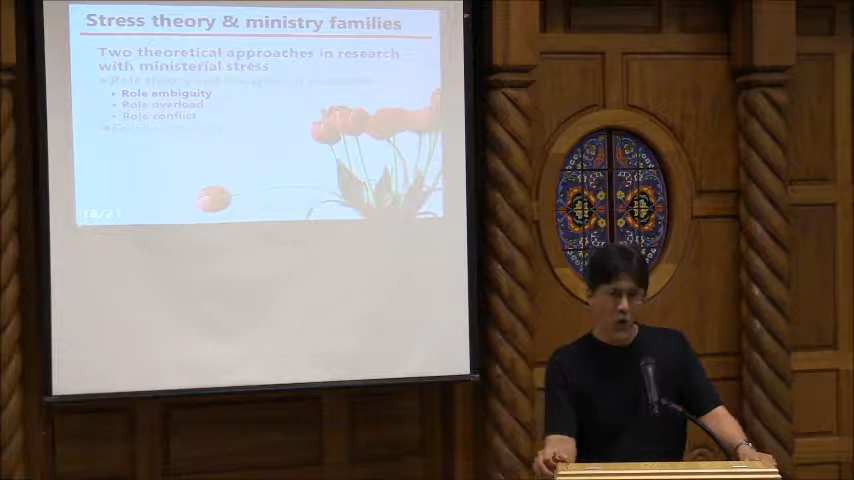 Stress theory & ministry families
Two theoretical approaches in research
with ministerial stress
Role ambiguity
Role overload
Role conflict
18/21